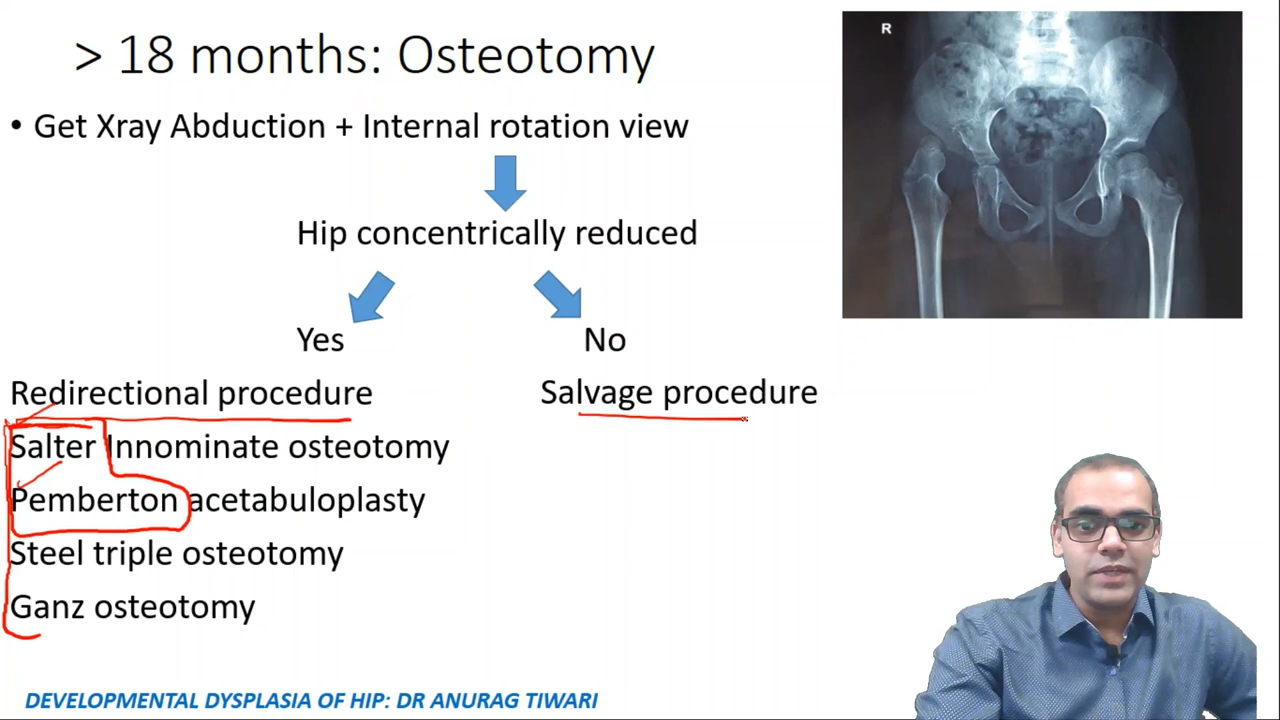 > 18 months: Osteotomy
R
• Get Xray Abduction + Internal rotation view
Hip concentrically reduced
Yes
No
Redirectional procedure
Salvage procedure
Salter Innominate osteotomy
Pemberton acetabuloplasty
Steel triple osteotomy
Ganz osteotomy
DEVELOPMENTAL DYSPLASIA OF HIP: DR ANURAG TIWARI